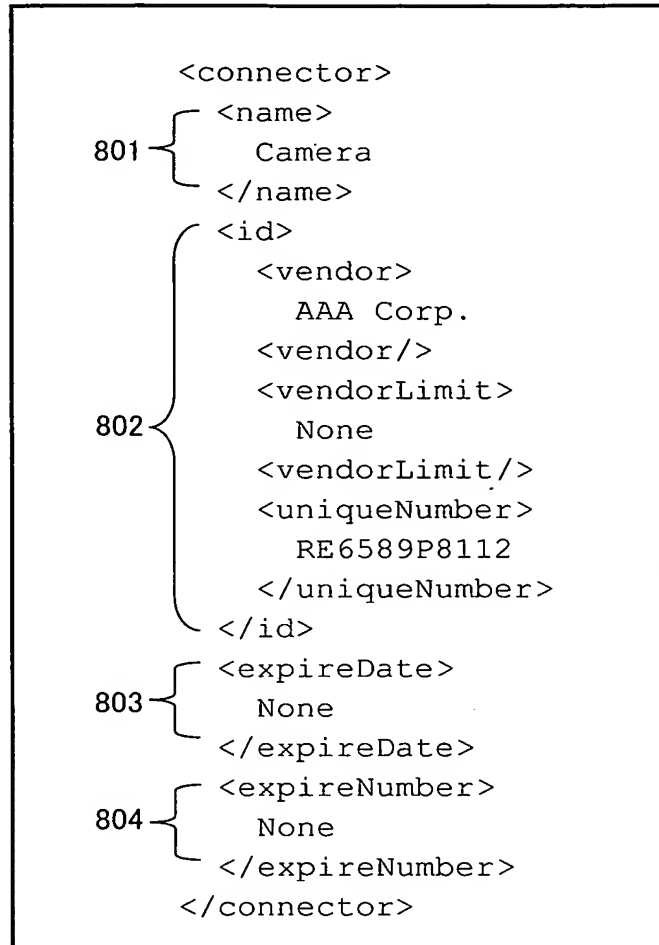 <connector>
801 <name>
Camera
</name>
802 <id>
<vendor>
AAA Corp.
<vendor/>
<vendorLimit>
None
<vendorLimit/>
<uniqueNumber>
RE6589P8112
</uniqueNumber>
</id>
803 <expireDate>
None
</expireDate>
804 <expireNumber>
None
</expireNumber>
</connector>